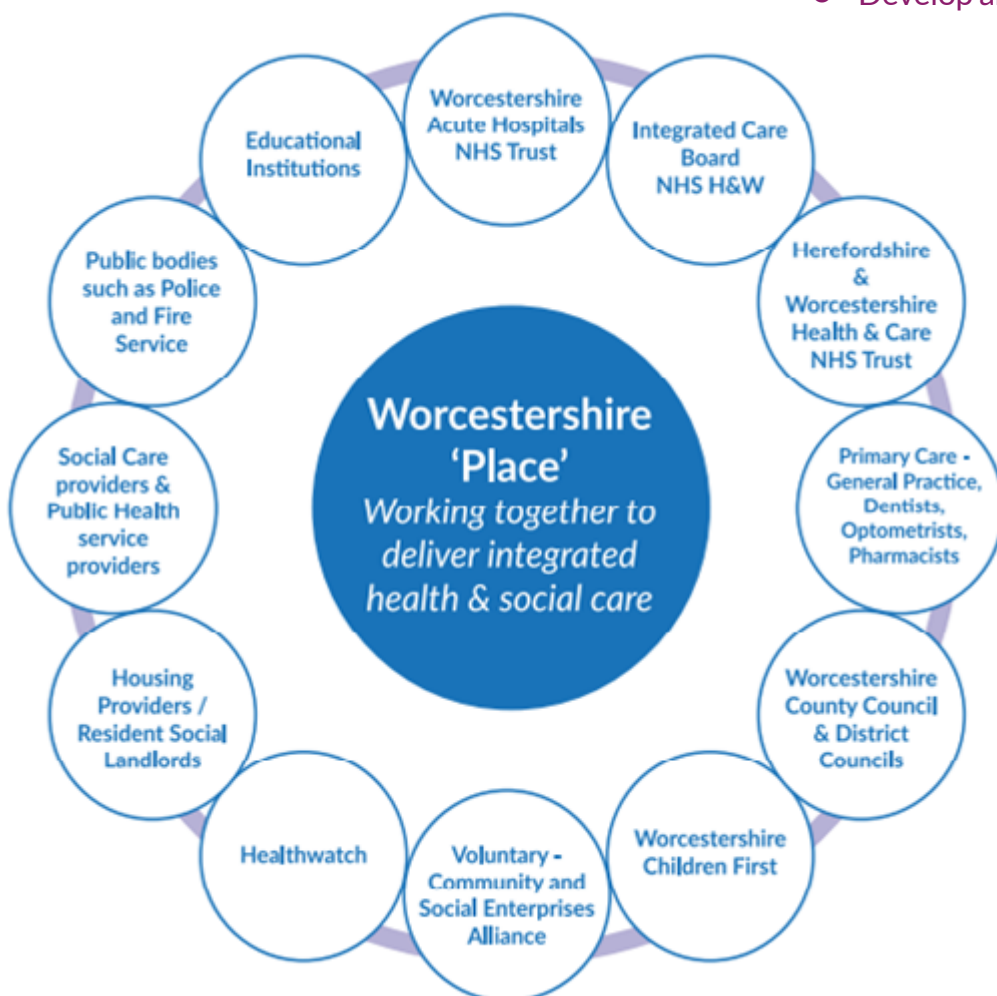 Develop a
Worcestershire
Acute Hospitals
NHS Trust
Integrated Care
Board
NHS H&W
Herefordshire
&
Worcestershire
Health & Care
NHS Trust
Primary Care -
General Practice,
Dentists,
Optometrists,
Pharmacists
Worcestershire
County Council
& District
Councils
Worcestershire
Children First
Voluntary -
Community and
Social Enterprises
Alliance
Healthwatch
Housing
Providers /
Resident Social
Landlords
Social Care
providers &
Public Health
service
providers
Public bodies
such as Police
and Fire
Service
Educational
Institutions
Worcestershire
‘Place’
Working together to
deliver integrated
health & social care